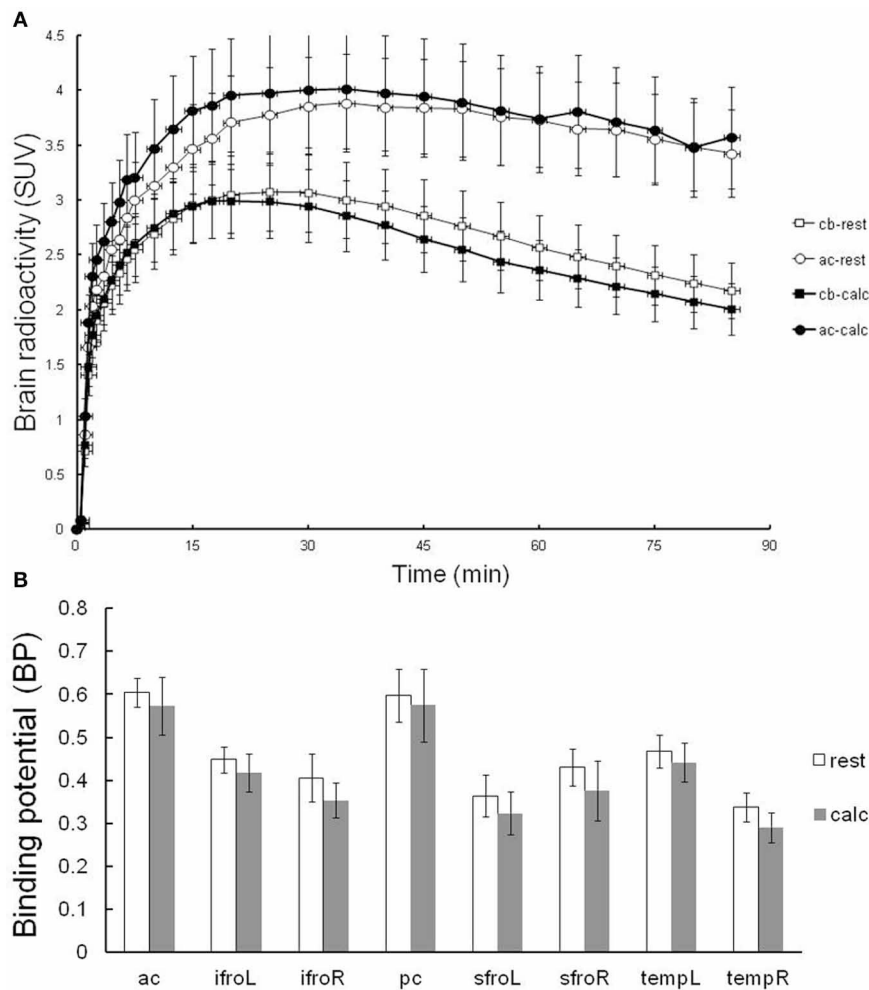 A
Brain radioactivity (SUV)
4.5
4
3.5
3
2.5
2
1.5
1
0.5
0
0 15 30 45 60 75 90
Time (min)
cb-rest
ac-rest
cb-calc
ac-calc
B
Binding potential (BP)
0.8
0.7
0.6
0.5
0.4
0.3
0.2
0.1
0
ac ifroL ifroR pc sfroL sfroR tempL tempR
rest
calc